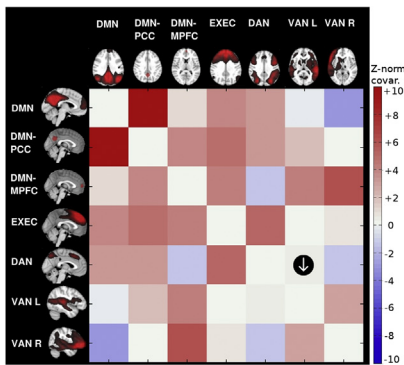 DMN DMN- EXEC DAN VAN L VAN R
PCC
DMN-
MPFC
Z-norm
covar.
DMN
DMN-
PCC
DMN-
MPFC
EXEC
DAN
VAN L
VAN R
+10
+8
+6
+4
+2
0
-2
-4
-6
-8
-10